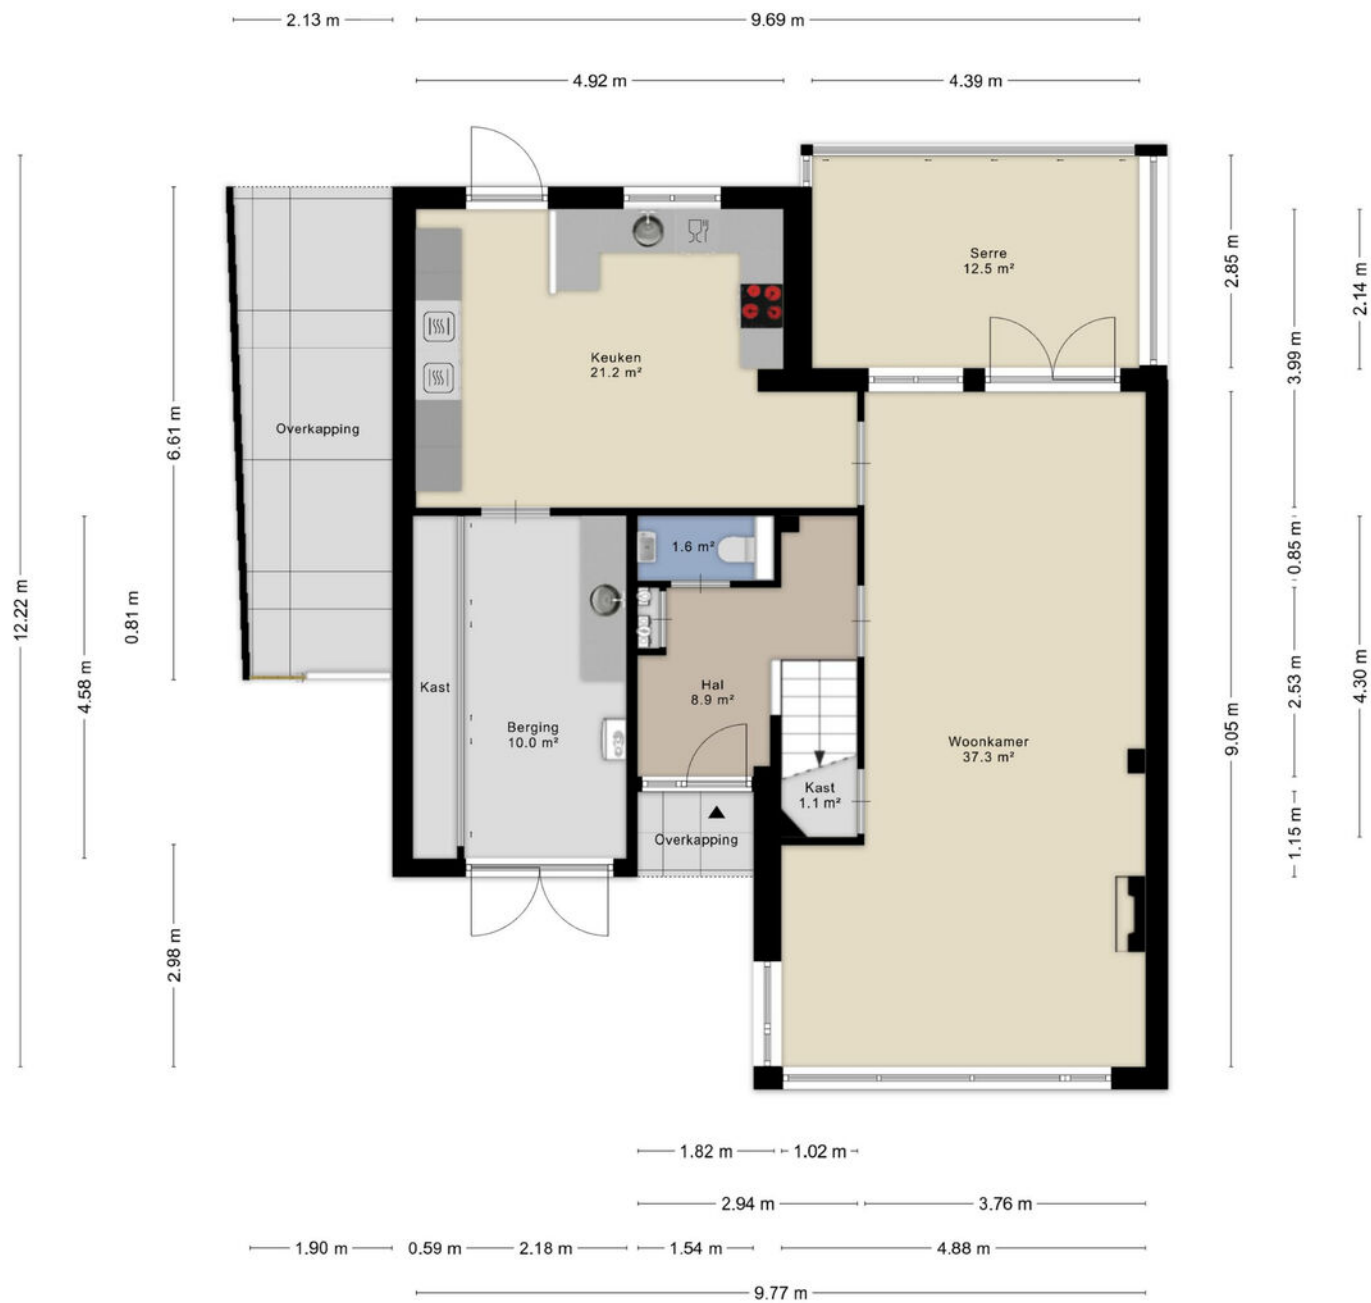 2.13 m
9.69 m
4.92 m
4.39 m
Serre
12.5 m²
2.85 m
2.14 m
Keuken
21.2 m²
3.99 m
6.61 m
Overkapping
12.22 m
0.81 m
4.58 m
1.6 m²
0.85 m
Kast
Hal
8.9 m²
2.53 m
4.30 m
Berging
10.0 m²
Woonkamer
37.3 m²
9.05 m
Kast
1.1 m²
Overkapping
1.15 m
2.98 m
1.82 m
1.02 m
2.94 m
3.76 m
1.90 m
0.59 m
2.18 m
1.54 m
4.88 m
9.77 m